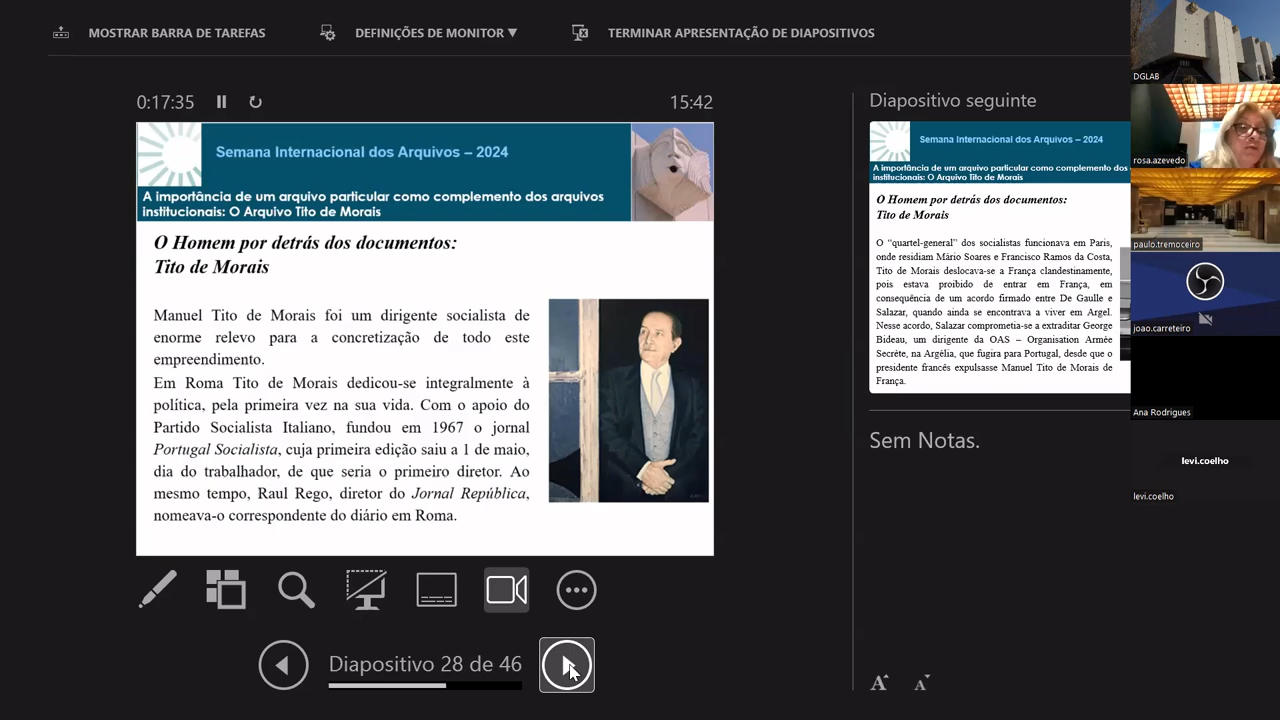 MOSTRAR BARRA DE TAREFAS
DEFINIÇÕES DE MONITOR ▼
TERMINAR APRESENTAÇÃO DE DIAPOSITIVOS
0:17:35
15:42
Semana Internacional dos Arquivos – 2024
A importância de um arquivo particular como complemento dos arquivos
institucionais: O Arquivo Tito de Morais
O Homem por detrás dos documentos:
Tito de Morais
Manuel Tito de Morais foi um dirigente socialista de
enorme relevo para a concretização de todo este
empreendimento.
Em Roma Tito de Morais dedicou-se integralmente à
política, pela primeira vez na sua vida. Com o apoio do
Partido Socialista Italiano, fundou em 1967 o jornal
Portugal Socialista, cuja primeira edição saiu a 1 de maio,
dia do trabalhador, de que seria o primeiro diretor. Ao
mesmo tempo, Raul Rego, diretor do Jornal República,
nomeava-o correspondente do diário em Roma.
Diapositivo 28 de 46
Diapositivo seguinte
Semana Internacional dos Arquivos – 2024
A importância de um arquivo particular como complemento dos
institucionais: O Arquivo Tito de Morais
O Homem por detrás dos documentos:
Tito de Morais
O “quartel-general” dos socialistas funcionava em Paris,
onde residiam Mário Soares e Francisco Ramos da Costa,
Tito de Morais deslocava-se a França clandestinamente,
pois estava proibido de entrar em França, em
consequência de um acordo firmado entre De Gaulle e
Salazar, quando ainda se encontrava a viver em Argel.
Nesse acordo, Salazar comprometia-se a extraditar George
Bideau, um dirigente da OAS – Organisation Armée
Secrète, na Argélia, que fugira para Portugal, desde que o
presidente francês expulsasse Manuel Tito de Morais de
França.
Sem Notas.
A A
DGLAB
rosa.azevedo
paulo.tremoceiro
joao.carreteiro
Ana Rodrigues
levi.coelho
levi.coelho